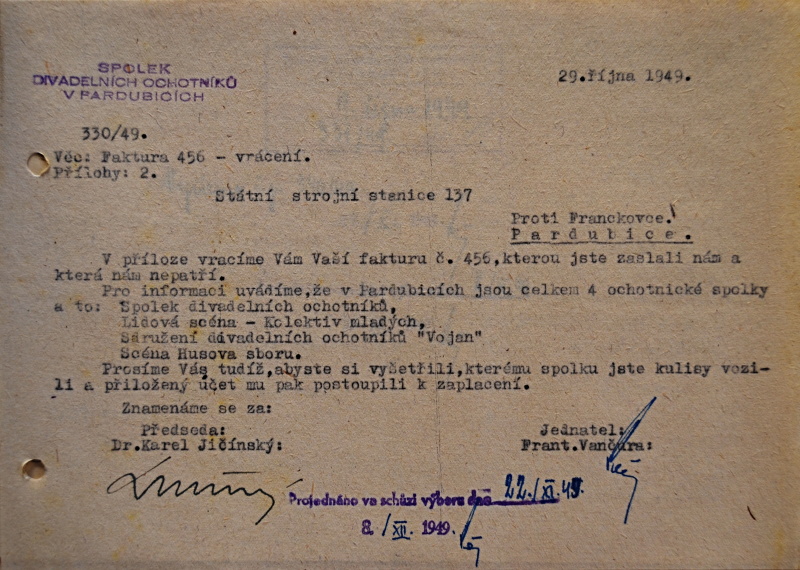 SPOLEK
DIVADELNÍCH OCHOTNÍKŮ
V PARDUBICÍCH
29.října 1949.
330/49.
Věc: Faktura 456 - vrácení.
Přílohy: 2.
Státní strojní stanice 137
Proti Franckovce.
Pardubice.
V příloze vracíme Vám Vaší fakturu č. 456,kterou jste zaslali nám a
která nám nepatří.
Pro informaci uvádíme,že v Pardubicích jsou celkem 4 ochotnické spolky
a to: Spolek divadelních ochotníků,
Lidová scéna - Kolektiv mladých,
Sdružení dávadelních ochotníků "Vojan"
Scéna Husova sboru.
Prosíme Vás tudíž,abyste si vyšetřili,kterému spolku jste kulisy vozi-
li a přiložený účet mu pak postoupili k zaplacení.
Znamenáme se za:
Předseda: Jednatel:
Dr.Karel Jičínský: Frant.Vančura:
Projednáno ve schůzi výboru dne 22./XI.49.
8./XII. 1949.